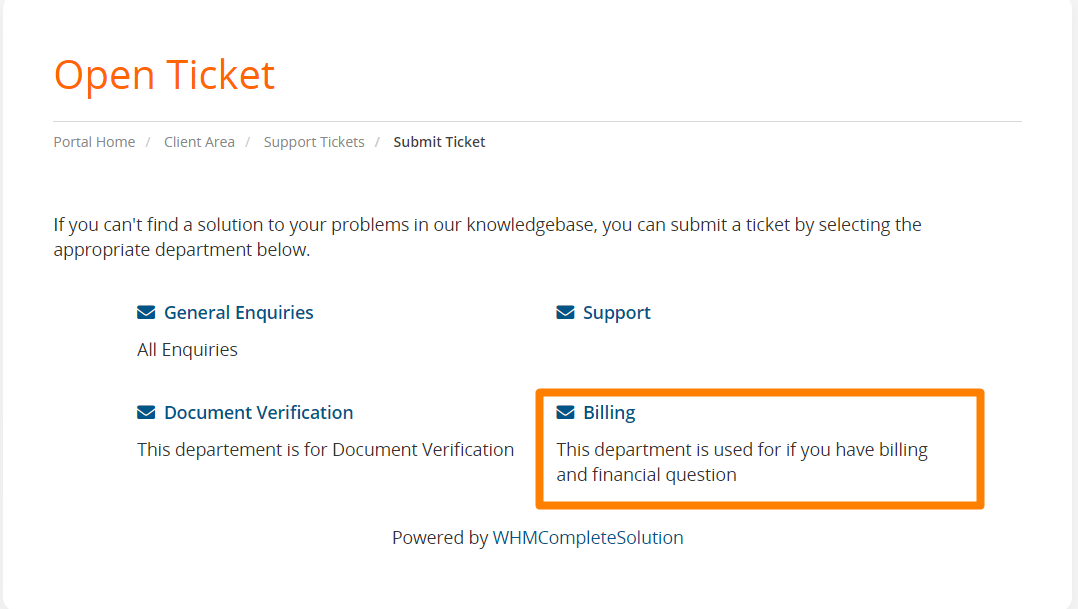 Open Ticket
Portal Home / Client Area / Support Tickets / Submit Ticket
If you can't find a solution to your problems in our knowledgebase, you can submit a ticket by selecting the
appropriate department below.
General Enquiries
All Enquiries
Support
Document Verification
This departement is for Document Verification
Billing
This department is used for if you have billing
and financial question
Powered by WHMCompleteSolution